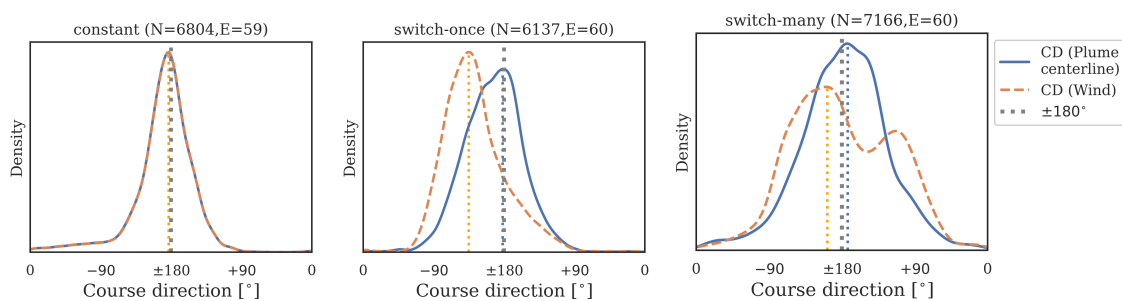 constant (N=6804,E=59)
Density
0 −90 ±180 +90 0
Course direction [°]
switch-once (N=6137,E=60)
Density
0 −90 ±180 +90 0
Course direction [°]
switch-many (N=7166,E=60)
Density
0 −90 ±180 +90 0
Course direction [°]
CD (Plume
centerline)
CD (Wind)
±180°